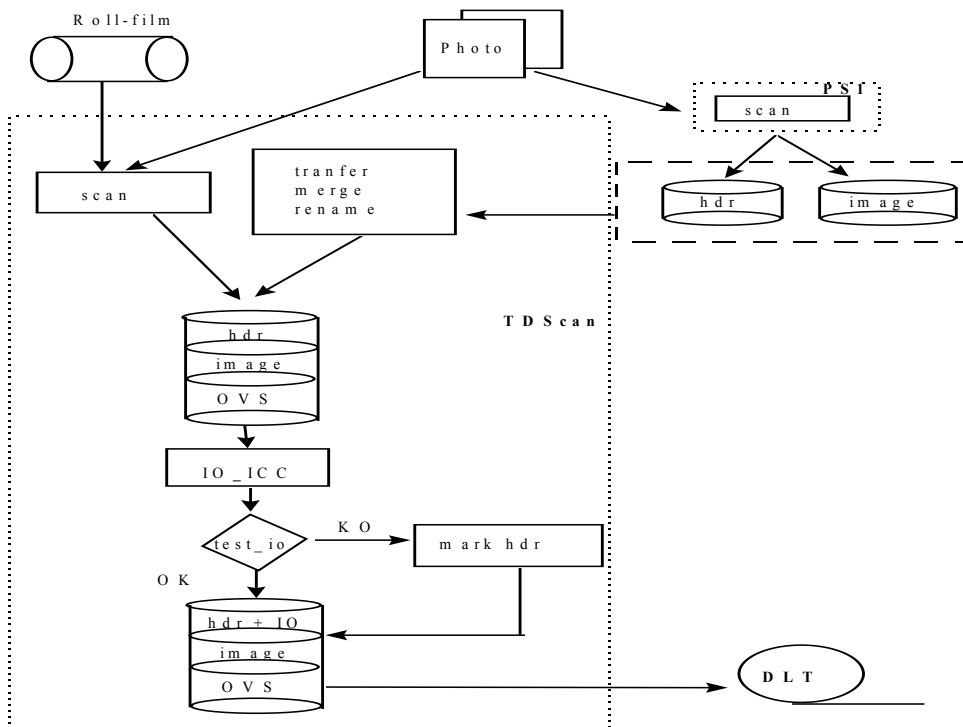 Roll-film
Photo
PSI
scan
scan
tranfer
merge
rename
hdr
image
TDScan
hdr
image
OVS
IO_ICC
test_io
KO
mark hdr
OK
hdr + IO
image
OVS
DLT